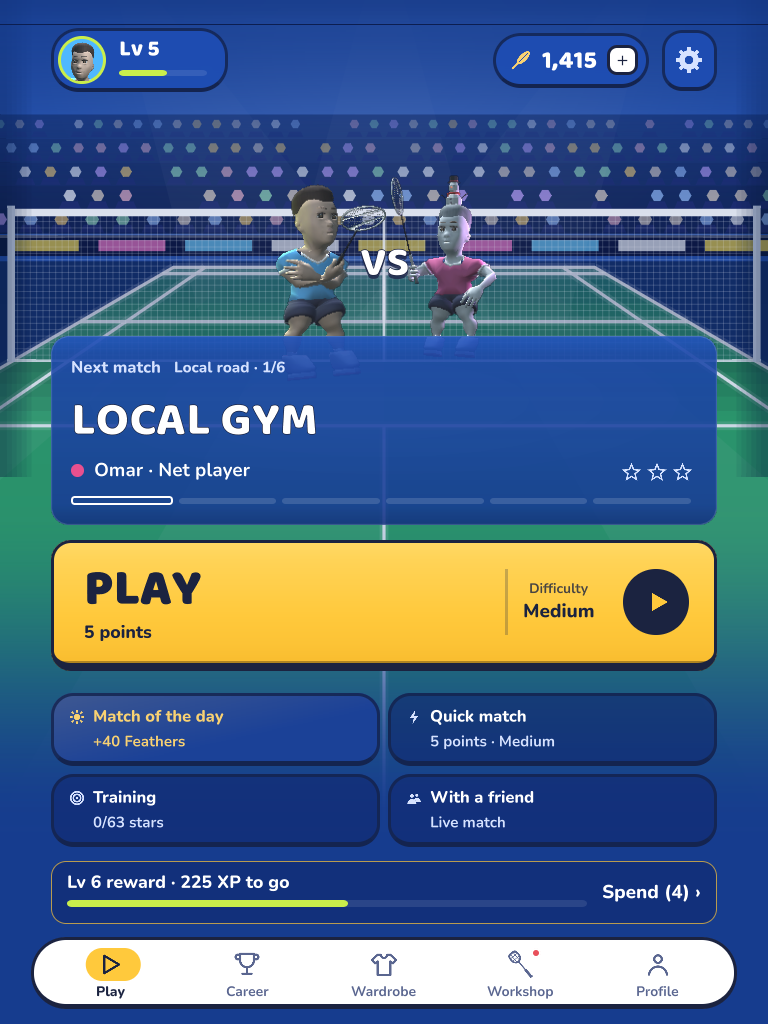 Lv 5
1,415 +
VS
Next match Local road · 1/6
LOCAL GYM
Omar · Net player
PLAY
5 points
Difficulty
Medium
Match of the day
+40 Feathers
Quick match
5 points · Medium
Training
0/63 stars
With a friend
Live match
Lv 6 reward · 225 XP to go
Spend (4) ›
Play
Career
Wardrobe
Workshop
Profile